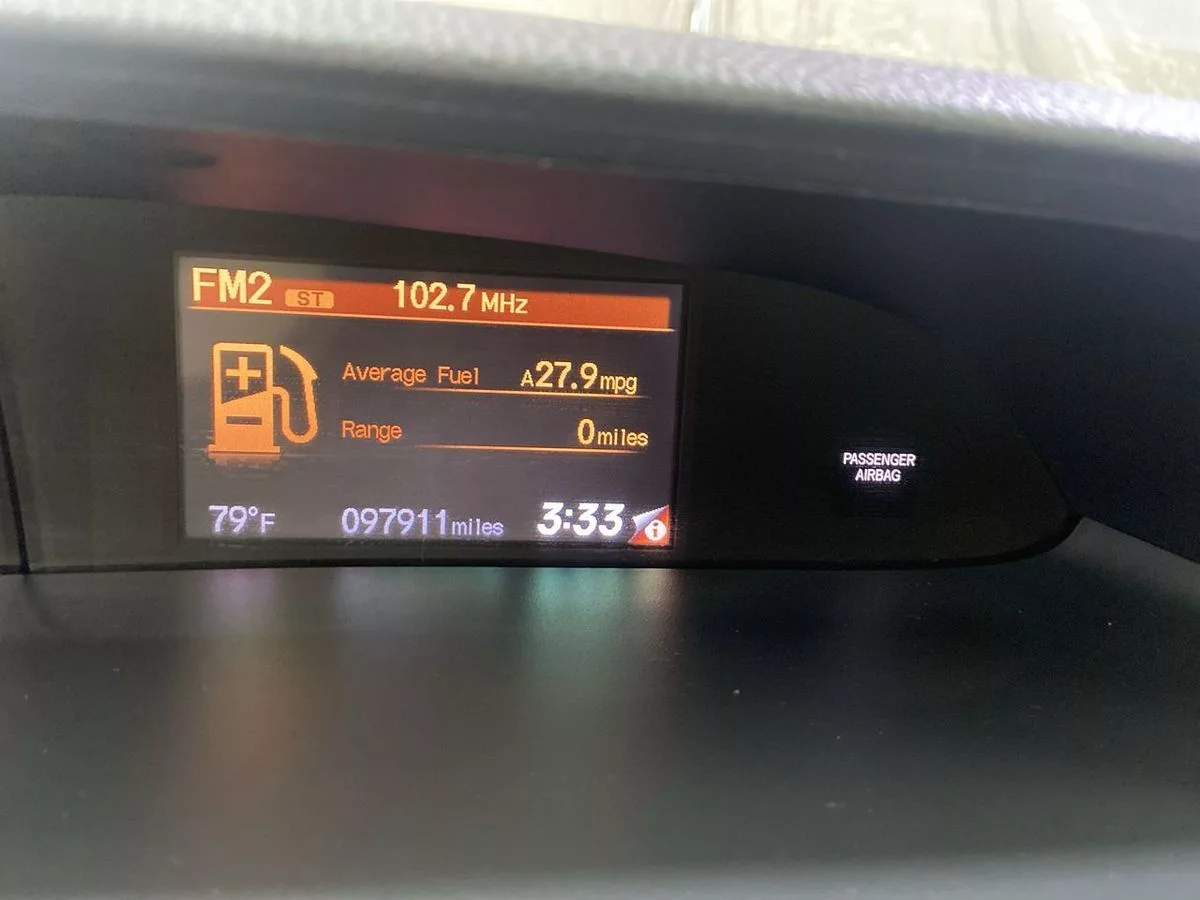 FM2 ST 102.7 MHz
Average Fuel A27.9mpg
Range 0miles
PASSENGER
AIRBAG
79°F 097911miles 3:33 i